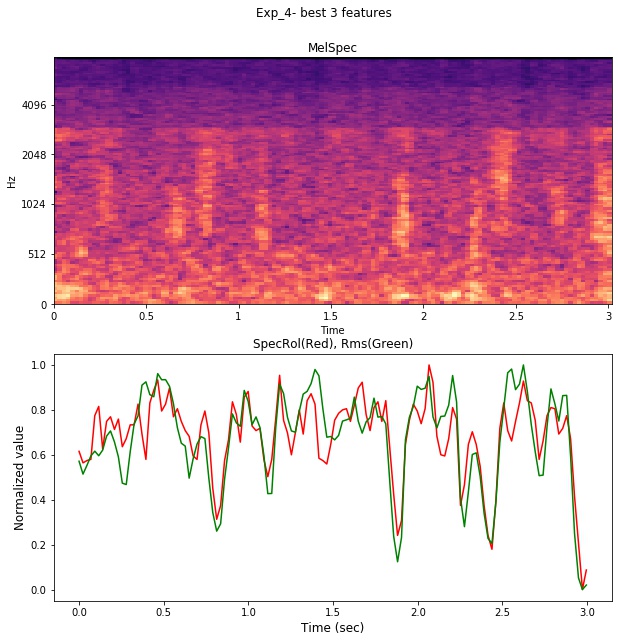 Exp_4- best 3 features
MelSpec
4096
2048
1024
512
0
Hz
0 0.5 1 1.5 2 2.5 3
Time
SpecRol(Red), Rms(Green)
1.0
0.8
0.6
0.4
0.2
0.0
Normalized value
0.0 0.5 1.0 1.5 2.0 2.5 3.0
Time (sec)